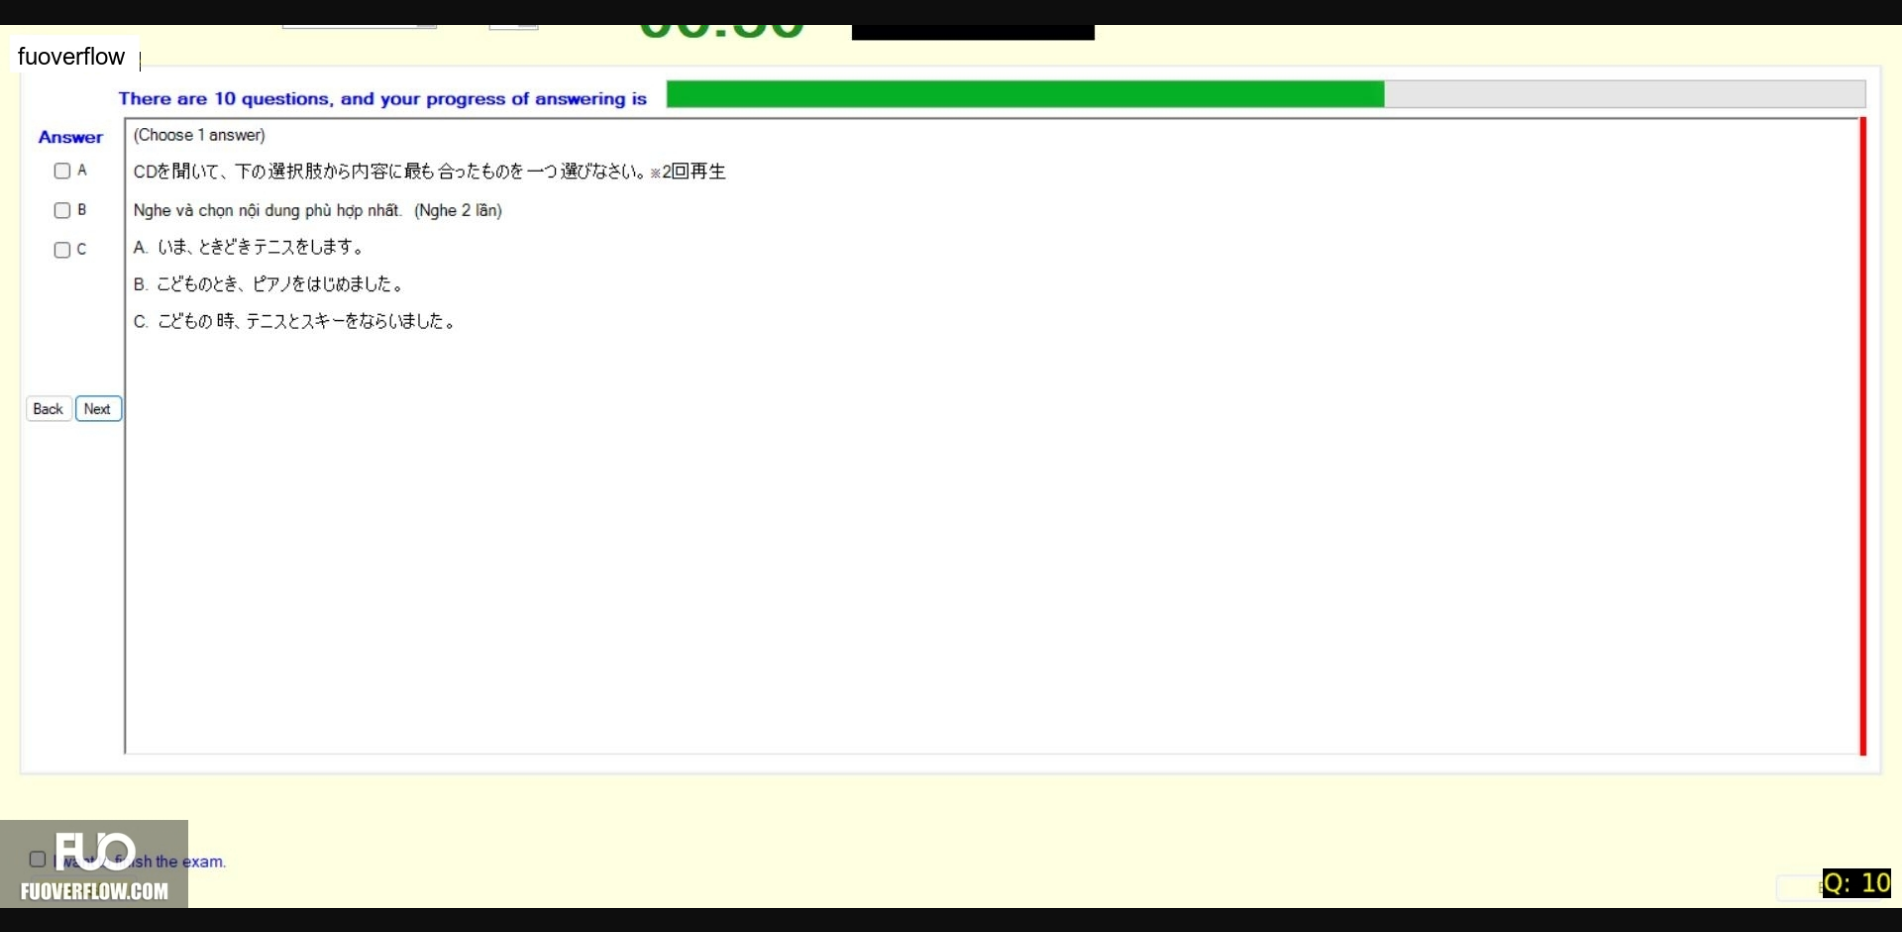 fuoverflow
There are 10 questions, and your progress of answering is
Answer
(Choose 1 answer)
A
CDを聞いて、下の選択肢から内容に最も合ったものを一つ選びなさい。※2回再生
B
Nghe và chọn nội dung phù hợp nhất. (Nghe 2 lần)
C
A. いま、ときどきテニスをします。
B. こどものとき、ピアノをはじめました。
C. こどもの時、テニスとスキーをならいました。
Back Next
FUO
finish the exam.
FUOVERFLOW.COM
Q: 10